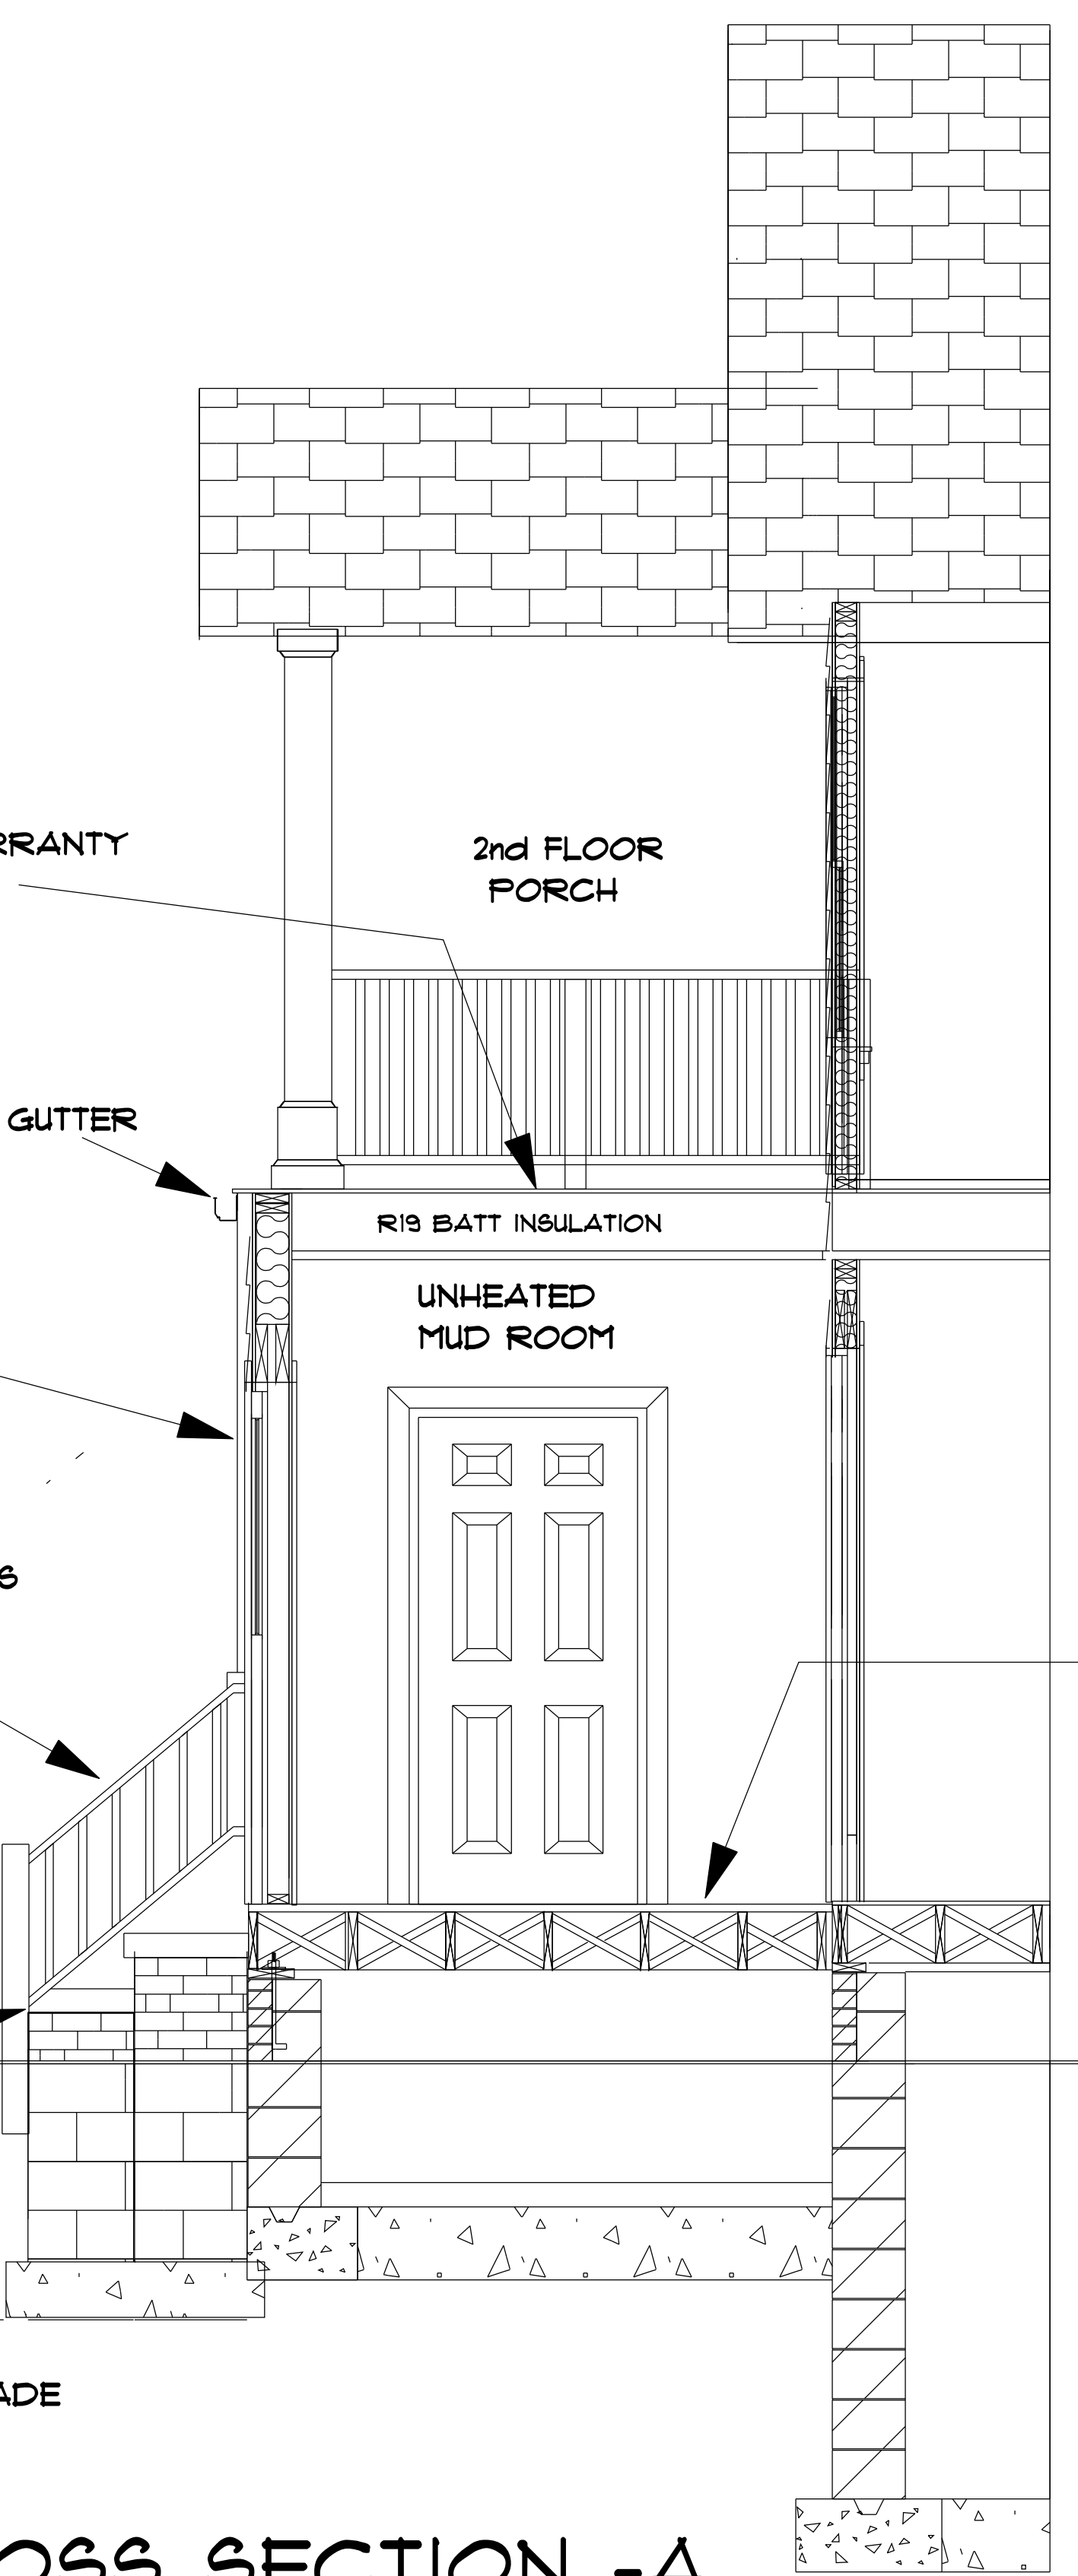 RRANTY
2nd FLOOR
PORCH
GUTTER
R19 BATT INSULATION
UNHEATED
MUD ROOM
S
ADE
OSS SECTION -A